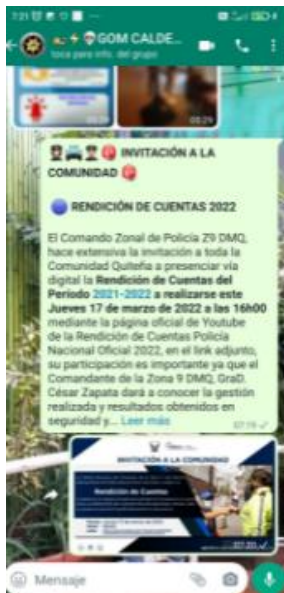 7:21
GOM CALDE...
toca para info. del grupo
00:29
INVITACIÓN A LA
COMUNIDAD
RENDICIÓN DE CUENTAS 2022
El Comando Zonal de Policía Z9 DMQ,
hace extensiva la invitación a toda la
Comunidad Quiteña a presenciar vía
digital la Rendición de Cuentas del
Período 2021-2022 a realizarse este
Jueves 17 de marzo de 2022 a las 16h00
mediante la página oficial de Youtube
de la Rendición de Cuentas Policía
Nacional Oficial 2022, en el link adjunto,
su participación es importante ya que el
Comandante de la Zona 9 DMQ, GraD.
César Zapata dará a conocer la gestión
realizada y resultados obtenidos en
seguridad y... Leer más
07:19
INVITACIÓN A LA COMUNIDAD
Rendición de Cuentas
07:20
Mensaje